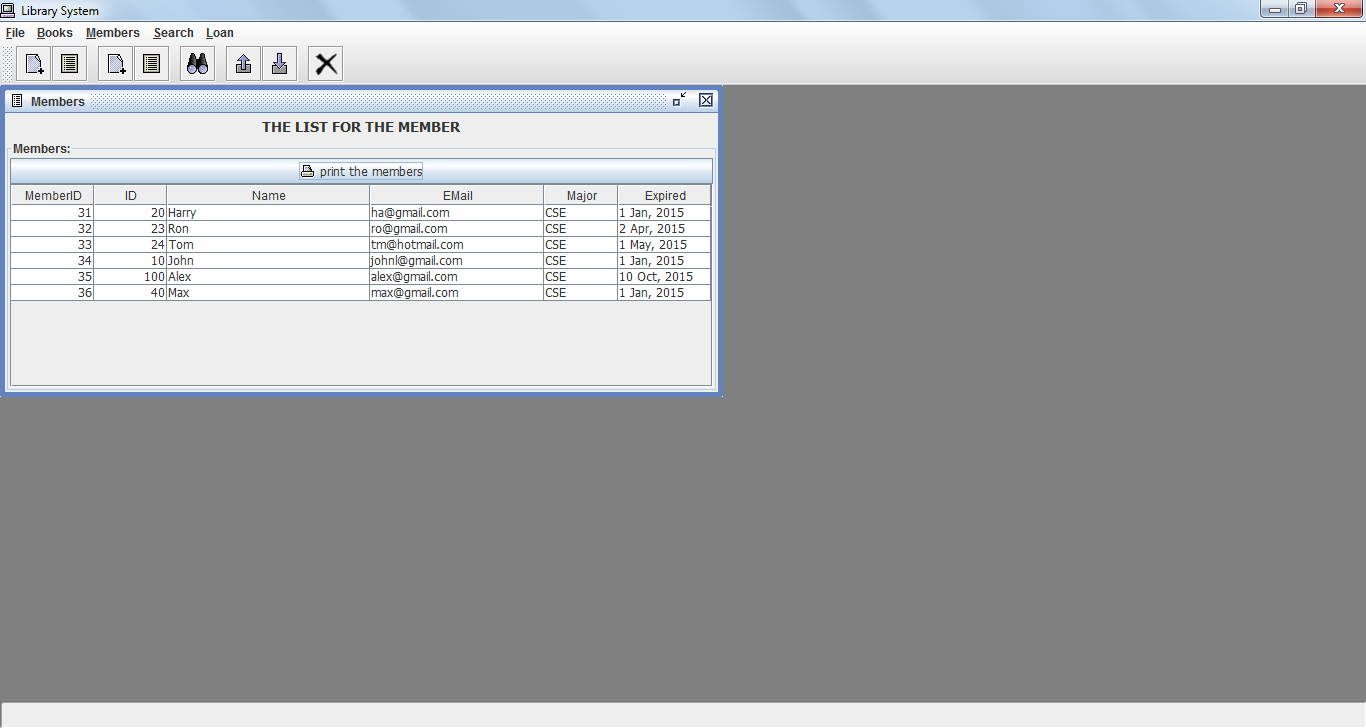 Library System
File Books Members Search Loan
Members
THE LIST FOR THE MEMBER
Members:
print the members
MemberID ID Name EMail Major Expired
31 20 Harry ha@gmail.com CSE 1 Jan, 2015
32 23 Ron ro@gmail.com CSE 2 Apr, 2015
33 24 Tom tm@hotmail.com CSE 1 May, 2015
34 10 John johnl@gmail.com CSE 1 Jan, 2015
35 100 Alex alex@gmail.com CSE 10 Oct, 2015
36 40 Max max@gmail.com CSE 1 Jan, 2015